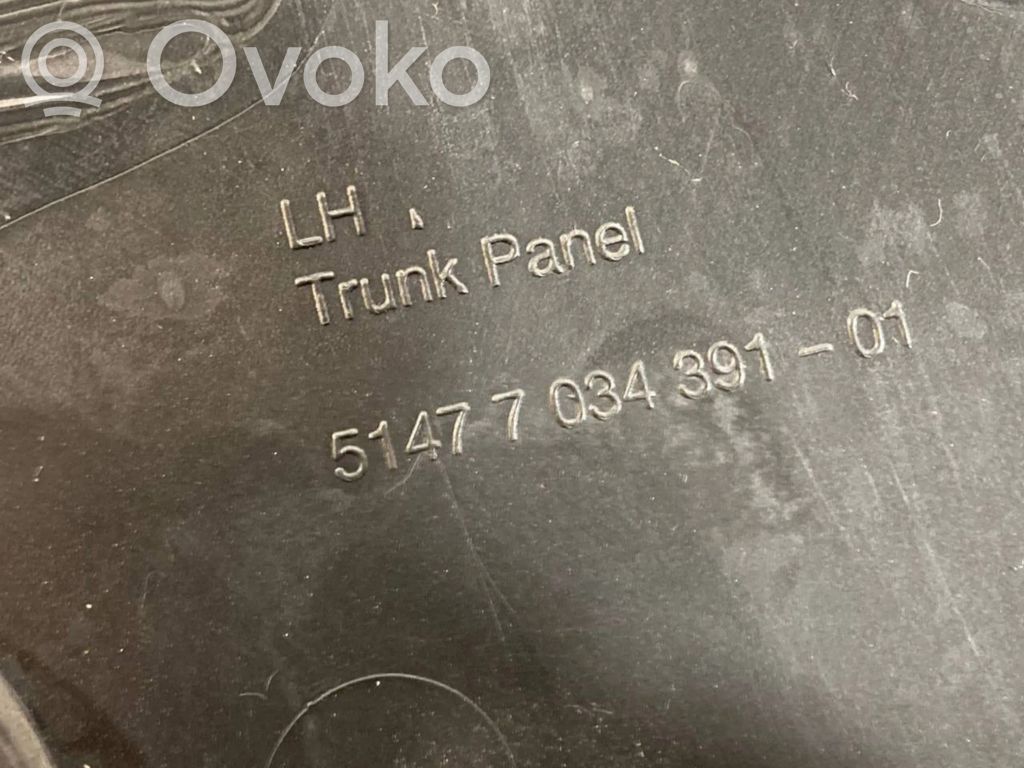 Ovoko
LH
Trunk Panel
5147 7 034 391 - 01